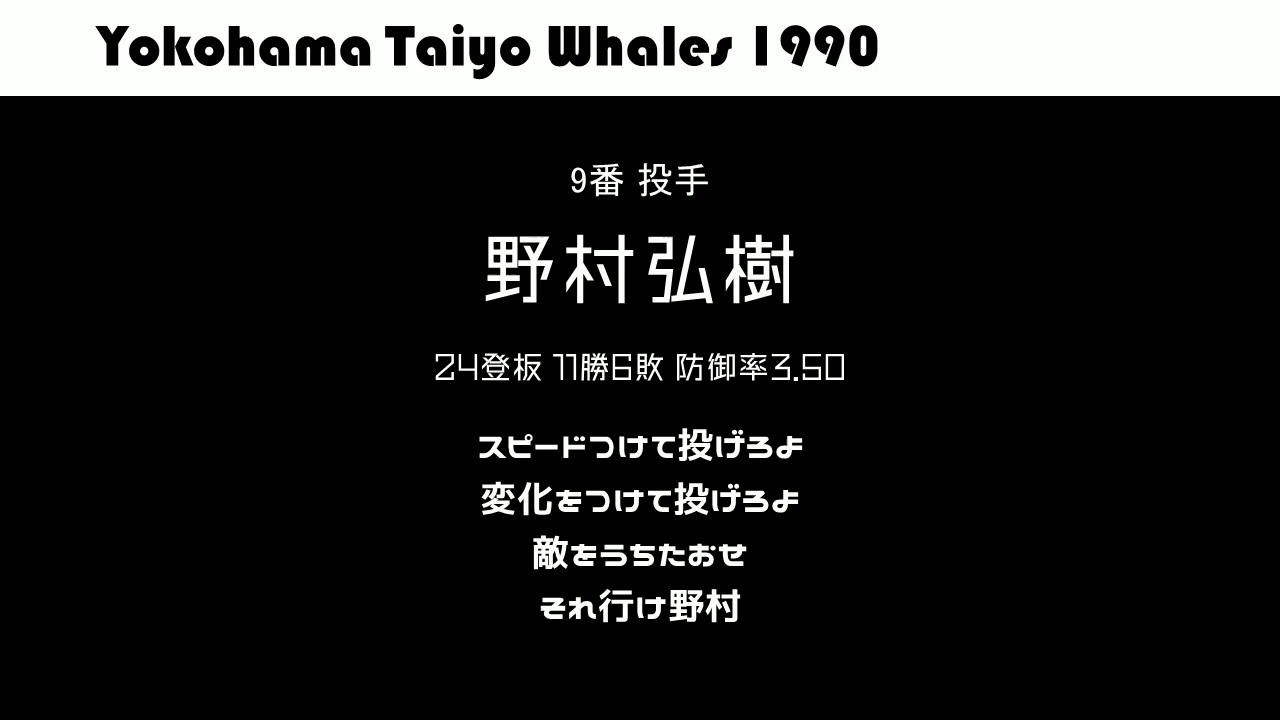 Yokohama Taiyo Whales 1990
9番 投手
野村弘樹
24登板 11勝6敗 防御率3.50
スピードつけて投げろよ
変化をつけて投げろよ
敵をうちたおせ
それ行け野村